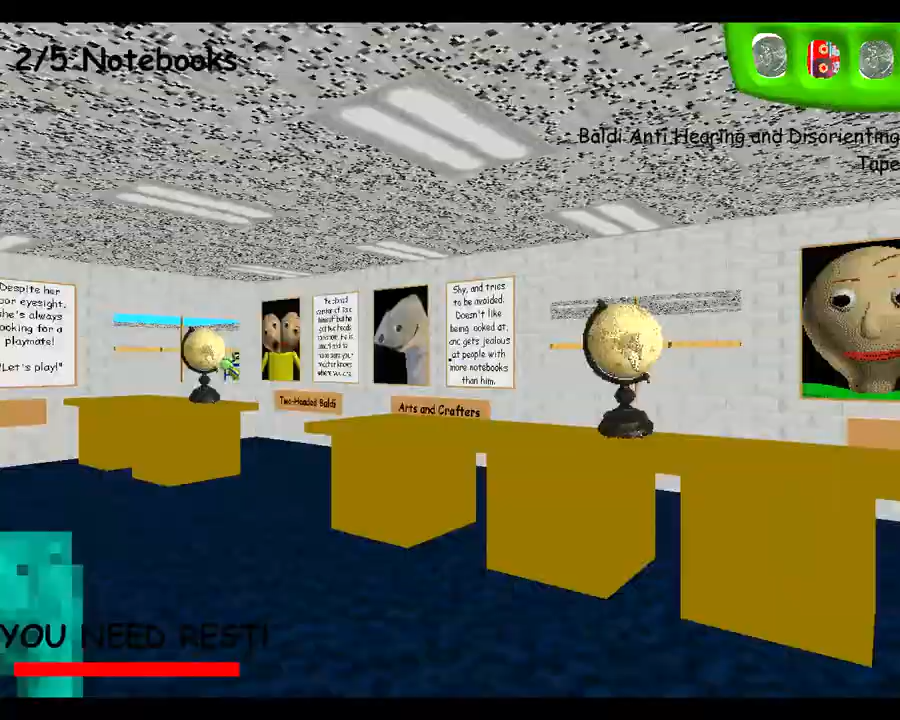 2/5 Notebooks
Baldi Anti Hearing and Disorienting
Tape
Despite her
poor eyesight,
she's always
looking for a
playmate!
"Let's play!"
Shy, and tries
to be avoided.
Doesn't like
being looked at,
and gets jealous
at people with
more notebooks
than him.
Two-Headed Baldi
Arts and Crafters
YOU NEED REST!